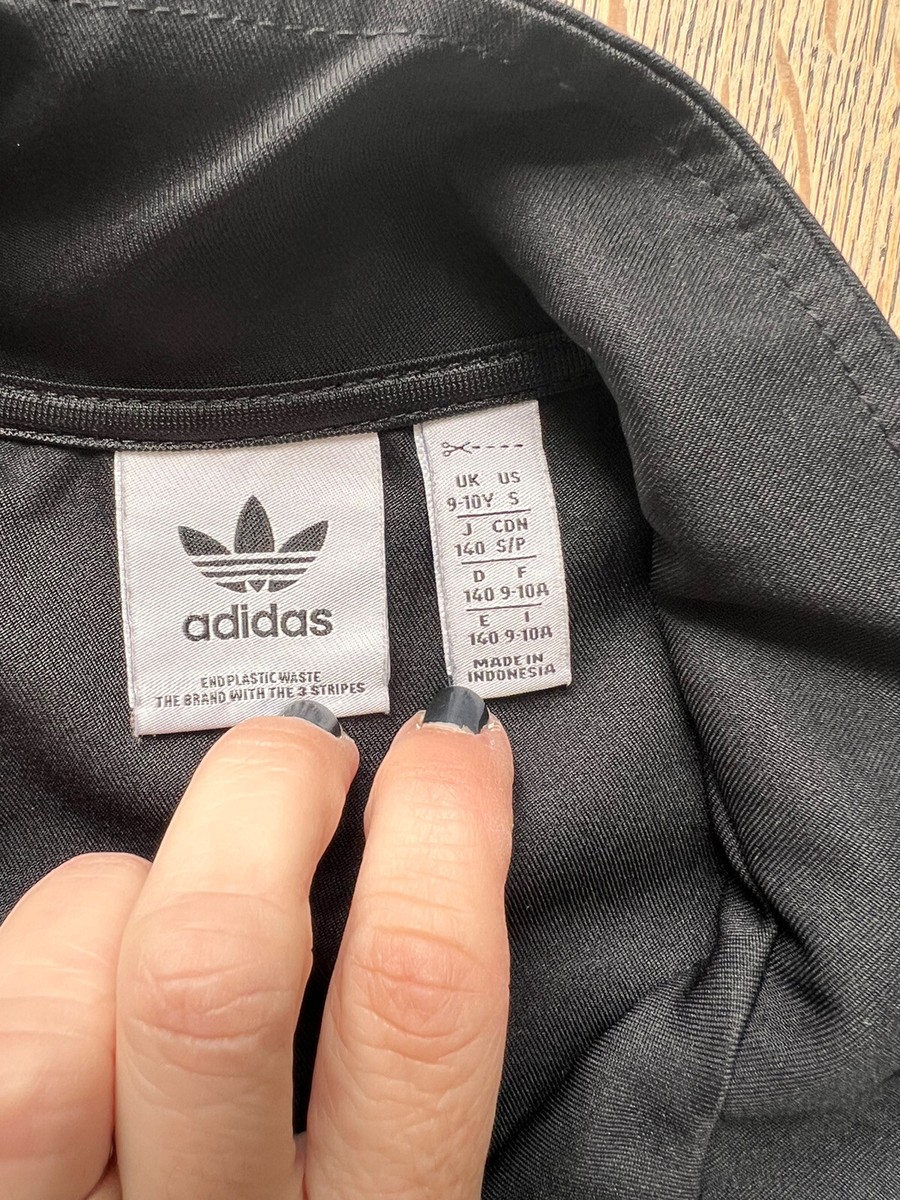 adidas
END PLASTIC WASTE
THE BRAND WITH THE 3 STRIPES
UK US
9-10Y S
J CDN
140 S/P
D F
140 9-10A
E I
140 9-10A
MADE IN
INDONESIA